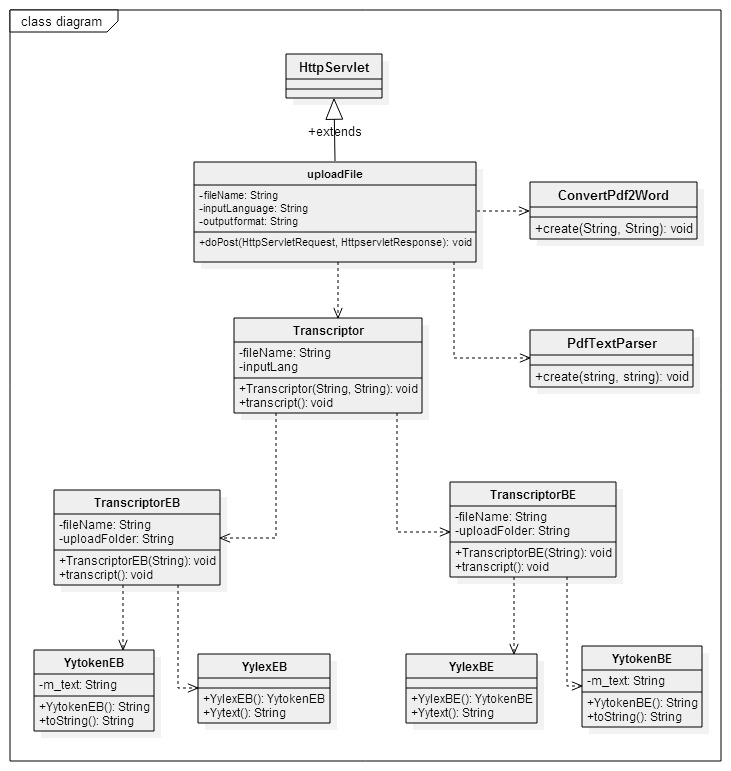 class diagram
HttpServlet
+extends
uploadFile
-fileName: String
-inputLanguage: String
-outputformat: String
+doPost(HttpServletRequest, HttpservletResponse): void
ConvertPdf2Word
+create(String, String): void
Transcriptor
-fileName: String
-inputLang
+Transcriptor(String, String): void
+transcript(): void
PdfTextParser
+create(string, string): void
TranscriptorEB
-fileName: String
-uploadFolder: String
+TranscriptorEB(String): void
+transcript(): void
TranscriptorBE
-fileName: String
-uploadFolder: String
+TranscriptorBE(String): void
+transcript(): void
YytokenEB
-m_text: String
+YytokenEB(): String
+toString(): String
YylexEB
+YylexEB(): YytokenEB
+Yytext(): String
YylexBE
+YylexBE(): YytokenBE
+Yytext(): String
YytokenBE
-m_text: String
+YytokenBE(): String
+toString(): String